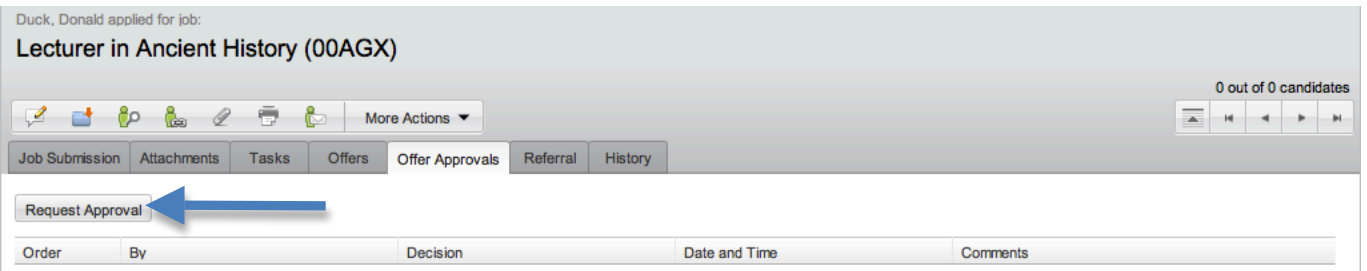 Duck, Donald applied for job:
Lecturer in Ancient History (00AGX)
0 out of 0 candidates
More Actions
Job Submission Attachments Tasks Offers Offer Approvals Referral History
Request Approval
Order By Decision Date and Time Comments